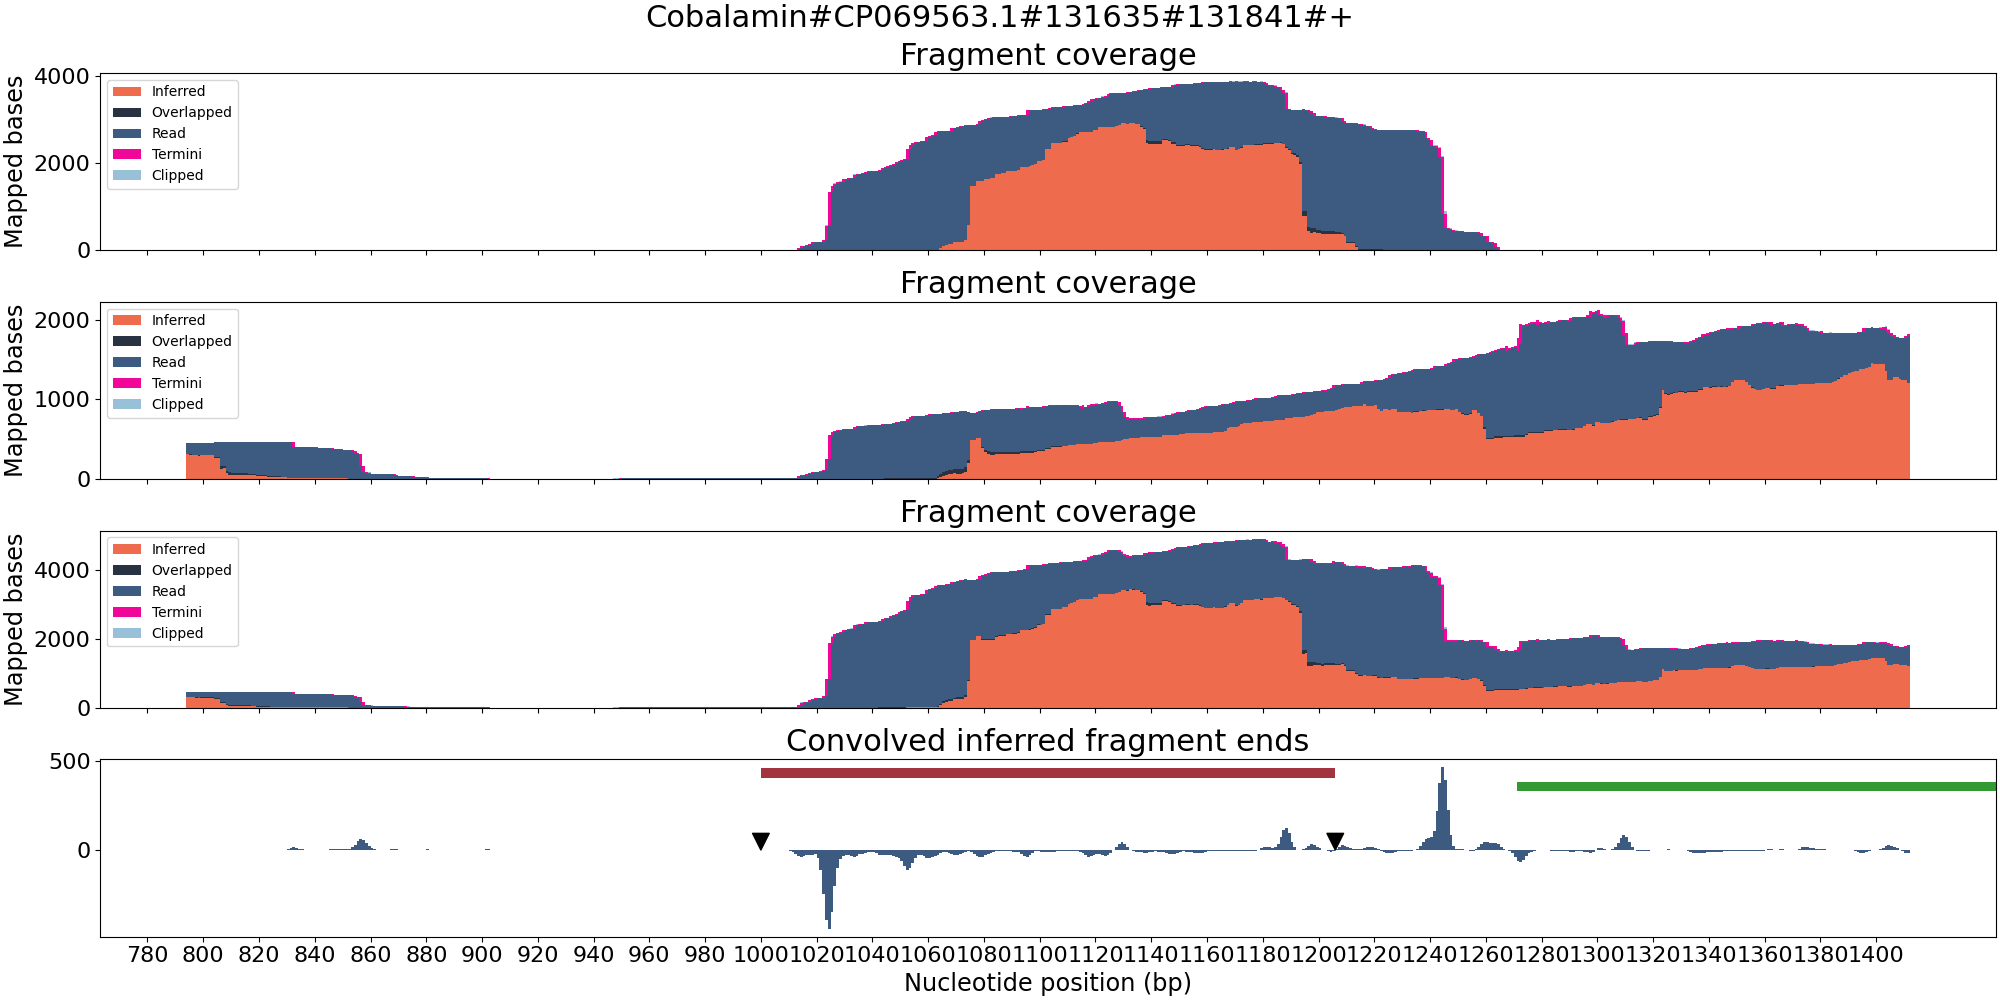 Cobalamin#CP069563.1#131635#131841#+
Fragment coverage
Mapped bases
4000
2000
0
Inferred
Overlapped
Read
Termini
Clipped
Fragment coverage
Mapped bases
2000
1000
0
Inferred
Overlapped
Read
Termini
Clipped
Fragment coverage
Mapped bases
4000
2000
0
Inferred
Overlapped
Read
Termini
Clipped
Convolved inferred fragment ends
500
0
780 800 820 840 860 880 900 920 940 960 980 1000 1020 1040 1060 1080 1100 1120 1140 1160 1180 1200 1220 1240 1260 1280 1300 1320 1340 1360 1380 1400
Nucleotide position (bp)